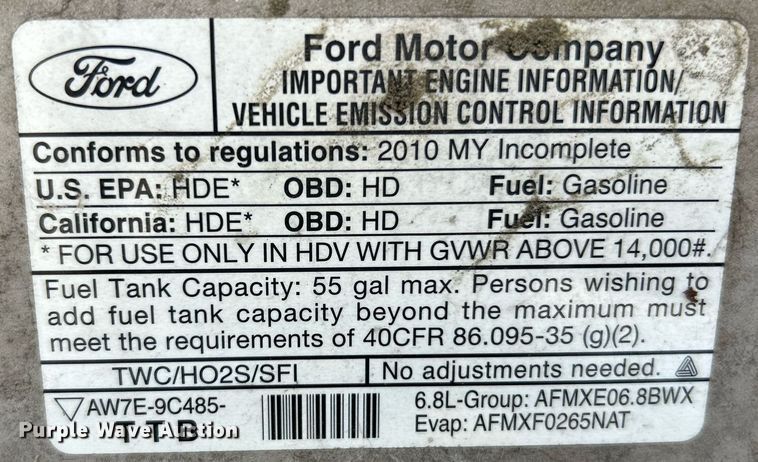 Ford
Ford Motor Company
IMPORTANT ENGINE INFORMATION/
VEHICLE EMISSION CONTROL INFORMATION
Conforms to regulations: 2010 MY Incomplete
U.S. EPA: HDE* OBD: HD Fuel: Gasoline
California: HDE* OBD: HD Fuel: Gasoline
* FOR USE ONLY IN HDV WITH GVWR ABOVE 14,000#.
Fuel Tank Capacity: 55 gal max. Persons wishing to
add fuel tank capacity beyond the maximum must
meet the requirements of 40CFR 86.095-35 (g)(2).
TWC/HO2S/SFI No adjustments needed.
AW7E-9C485- 6.8L-Group: AFMXE06.8BWX
Evap: AFMXF0265NAT
Purple Wave Auction